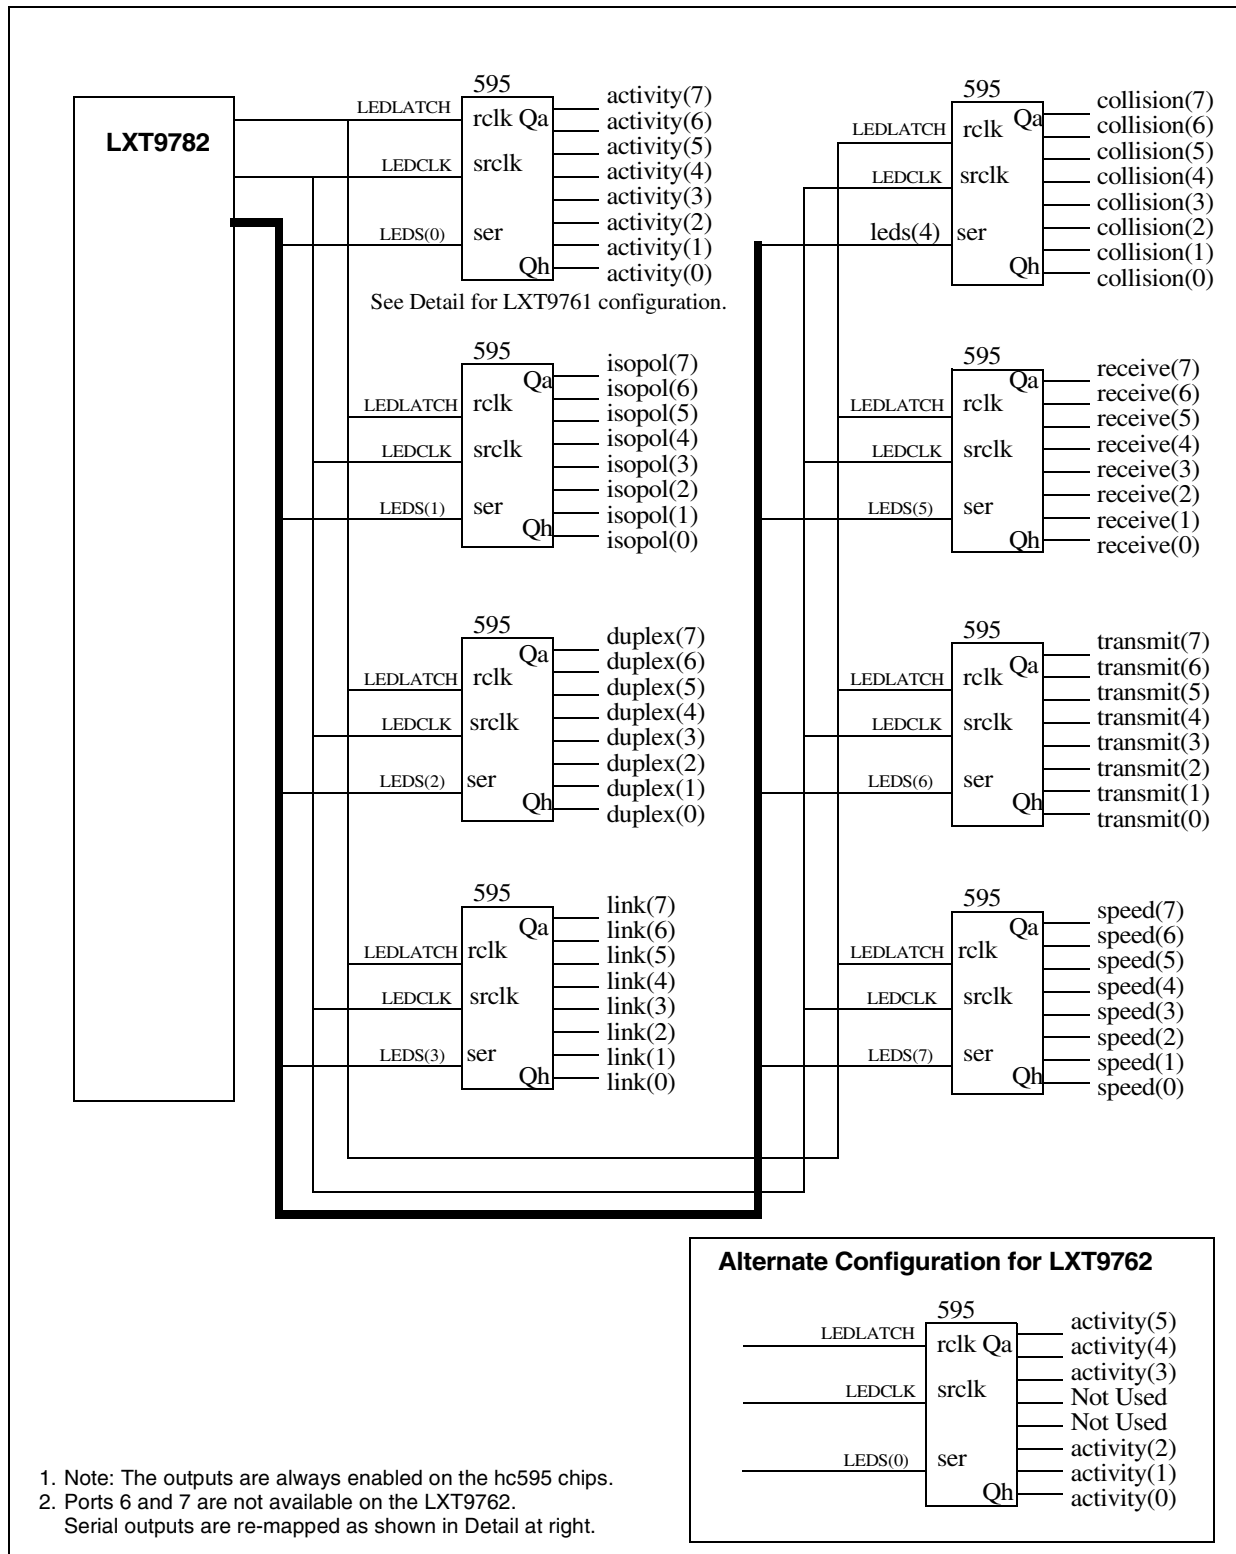 LXT9782
595
LEDLATCH
rclk Qa
LEDCLK
srclk
LEDS(0)
ser
Qh
activity(7)
activity(6)
activity(5)
activity(4)
activity(3)
activity(2)
activity(1)
activity(0)
See Detail for LXT9761 configuration.
595
Qa
LEDLATCH
rclk
LEDCLK
srclk
LEDS(1)
ser
Qh
isopol(7)
isopol(6)
isopol(5)
isopol(4)
isopol(3)
isopol(2)
isopol(1)
isopol(0)
595
Qa
LEDLATCH
rclk
LEDCLK
srclk
LEDS(2)
ser
Qh
duplex(7)
duplex(6)
duplex(5)
duplex(4)
duplex(3)
duplex(2)
duplex(1)
duplex(0)
595
Qa
LEDLATCH
rclk
LEDCLK
srclk
LEDS(3)
ser
Qh
link(7)
link(6)
link(5)
link(4)
link(3)
link(2)
link(1)
link(0)
595
Qa
LEDLATCH
rclk
LEDCLK
srclk
leds(4)
ser
Qh
collision(7)
collision(6)
collision(5)
collision(4)
collision(3)
collision(2)
collision(1)
collision(0)
595
Qa
LEDLATCH
rclk
LEDCLK
srclk
LEDS(5)
ser
Qh
receive(7)
receive(6)
receive(5)
receive(4)
receive(3)
receive(2)
receive(1)
receive(0)
595
Qa
LEDLATCH
rclk
LEDCLK
srclk
LEDS(6)
ser
Qh
transmit(7)
transmit(6)
transmit(5)
transmit(4)
transmit(3)
transmit(2)
transmit(1)
transmit(0)
595
Qa
LEDLATCH
rclk
LEDCLK
srclk
LEDS(7)
ser
Qh
speed(7)
speed(6)
speed(5)
speed(4)
speed(3)
speed(2)
speed(1)
speed(0)
Alternate Configuration for LXT9762
595
LEDLATCH
rclk Qa
LEDCLK
srclk
LEDS(0)
ser
Qh
activity(5)
activity(4)
activity(3)
Not Used
Not Used
activity(2)
activity(1)
activity(0)
1. Note: The outputs are always enabled on the hc595 chips.
2. Ports 6 and 7 are not available on the LXT9762.
Serial outputs are re-mapped as shown in Detail at right.